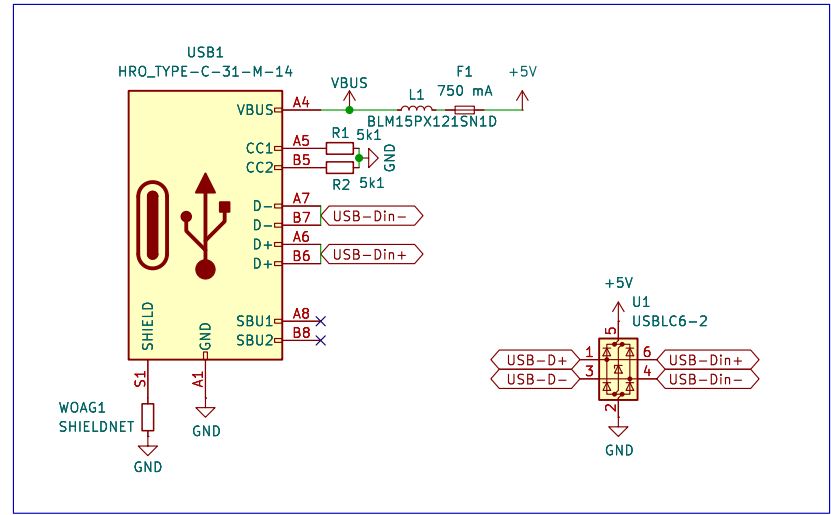 USB1
HRO_TYPE-C-31-M-14
VBUS
A4
VBUS
L1
BLM15PX121SN1D
F1
750 mA
+5V
CC1
A5
R1
5k1
CC2
B5
R2
5k1
GND
D-
A7
D-
B7
USB-Din-
D+
A6
D+
B6
USB-Din+
SBU1
A8
SBU2
B8
SHIELD
GND
S1
A1
WOAG1
SHIELDNET
GND
GND
+5V
U1
USBLC6-2
5
USB-D+
1
6
USB-Din+
USB-D-
3
4
USB-Din-
2
GND